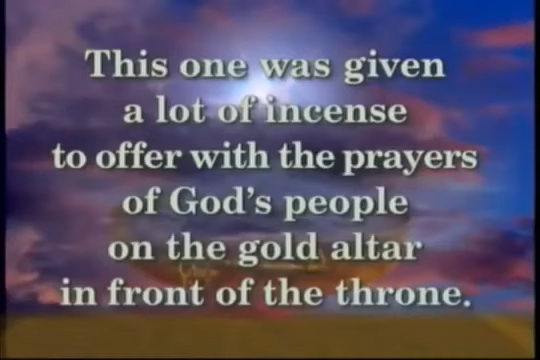 This one was given
a lot of incense
to offer with the prayers
of God's people
on the gold altar
in front of the throne.